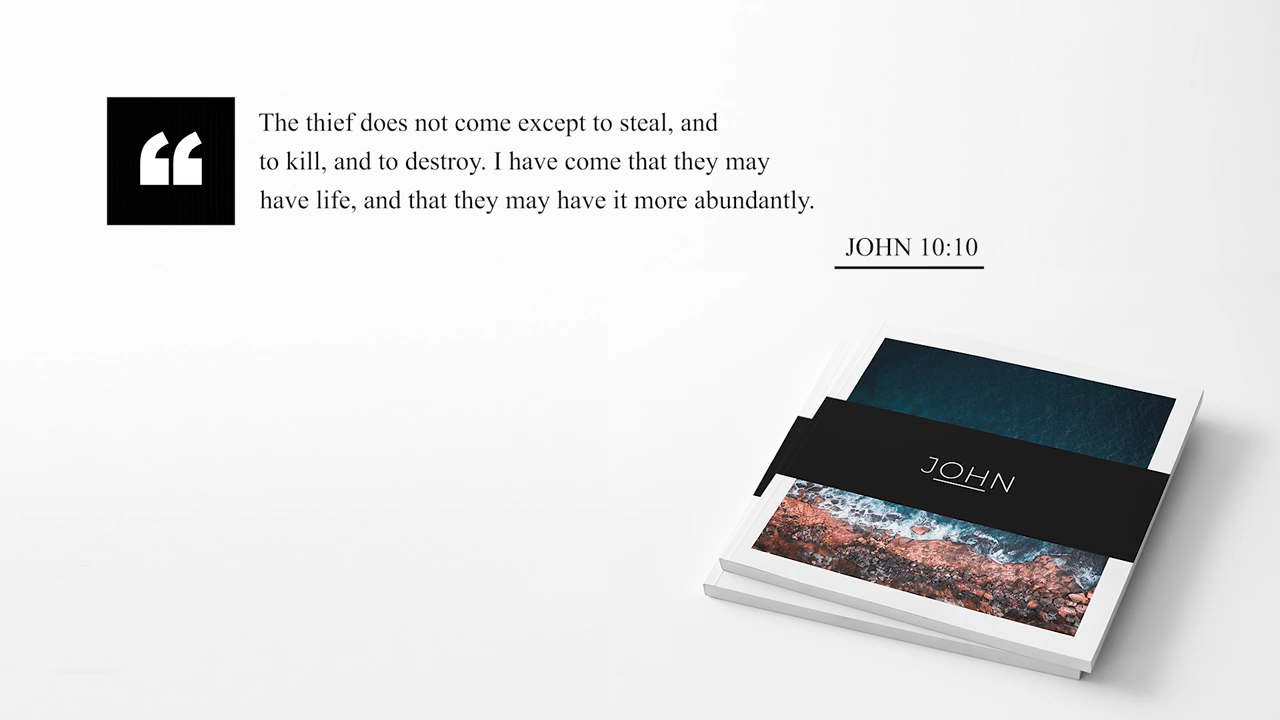 The thief does not come except to steal, and
to kill, and to destroy. I have come that they may
have life, and that they may have it more abundantly.
JOHN 10:10
JOHN